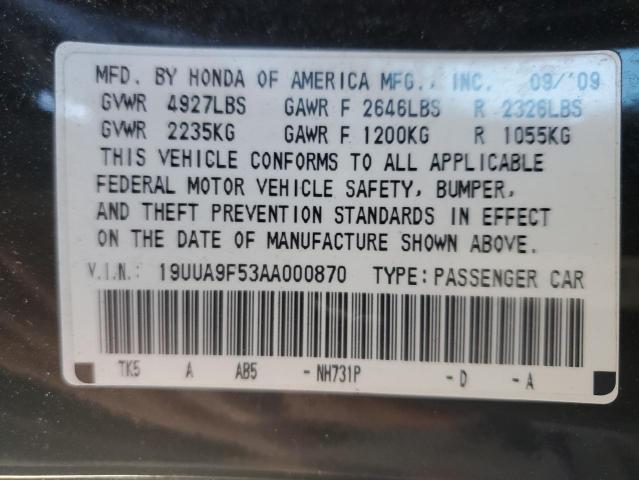 MFD. BY HONDA OF AMERICA MFG., INC. 09/'09
GVWR 4927LBS GAWR F 2646LBS R 2326LBS
GVWR 2235KG GAWR F 1200KG R 1055KG
THIS VEHICLE CONFORMS TO ALL APPLICABLE
FEDERAL MOTOR VEHICLE SAFETY, BUMPER,
AND THEFT PREVENTION STANDARDS IN EFFECT
ON THE DATE OF MANUFACTURE SHOWN ABOVE.
V.I.N.: 19UUA9F53AA000870 TYPE:PASSENGER CAR
TK5 A AB5 -NH731P -D -A